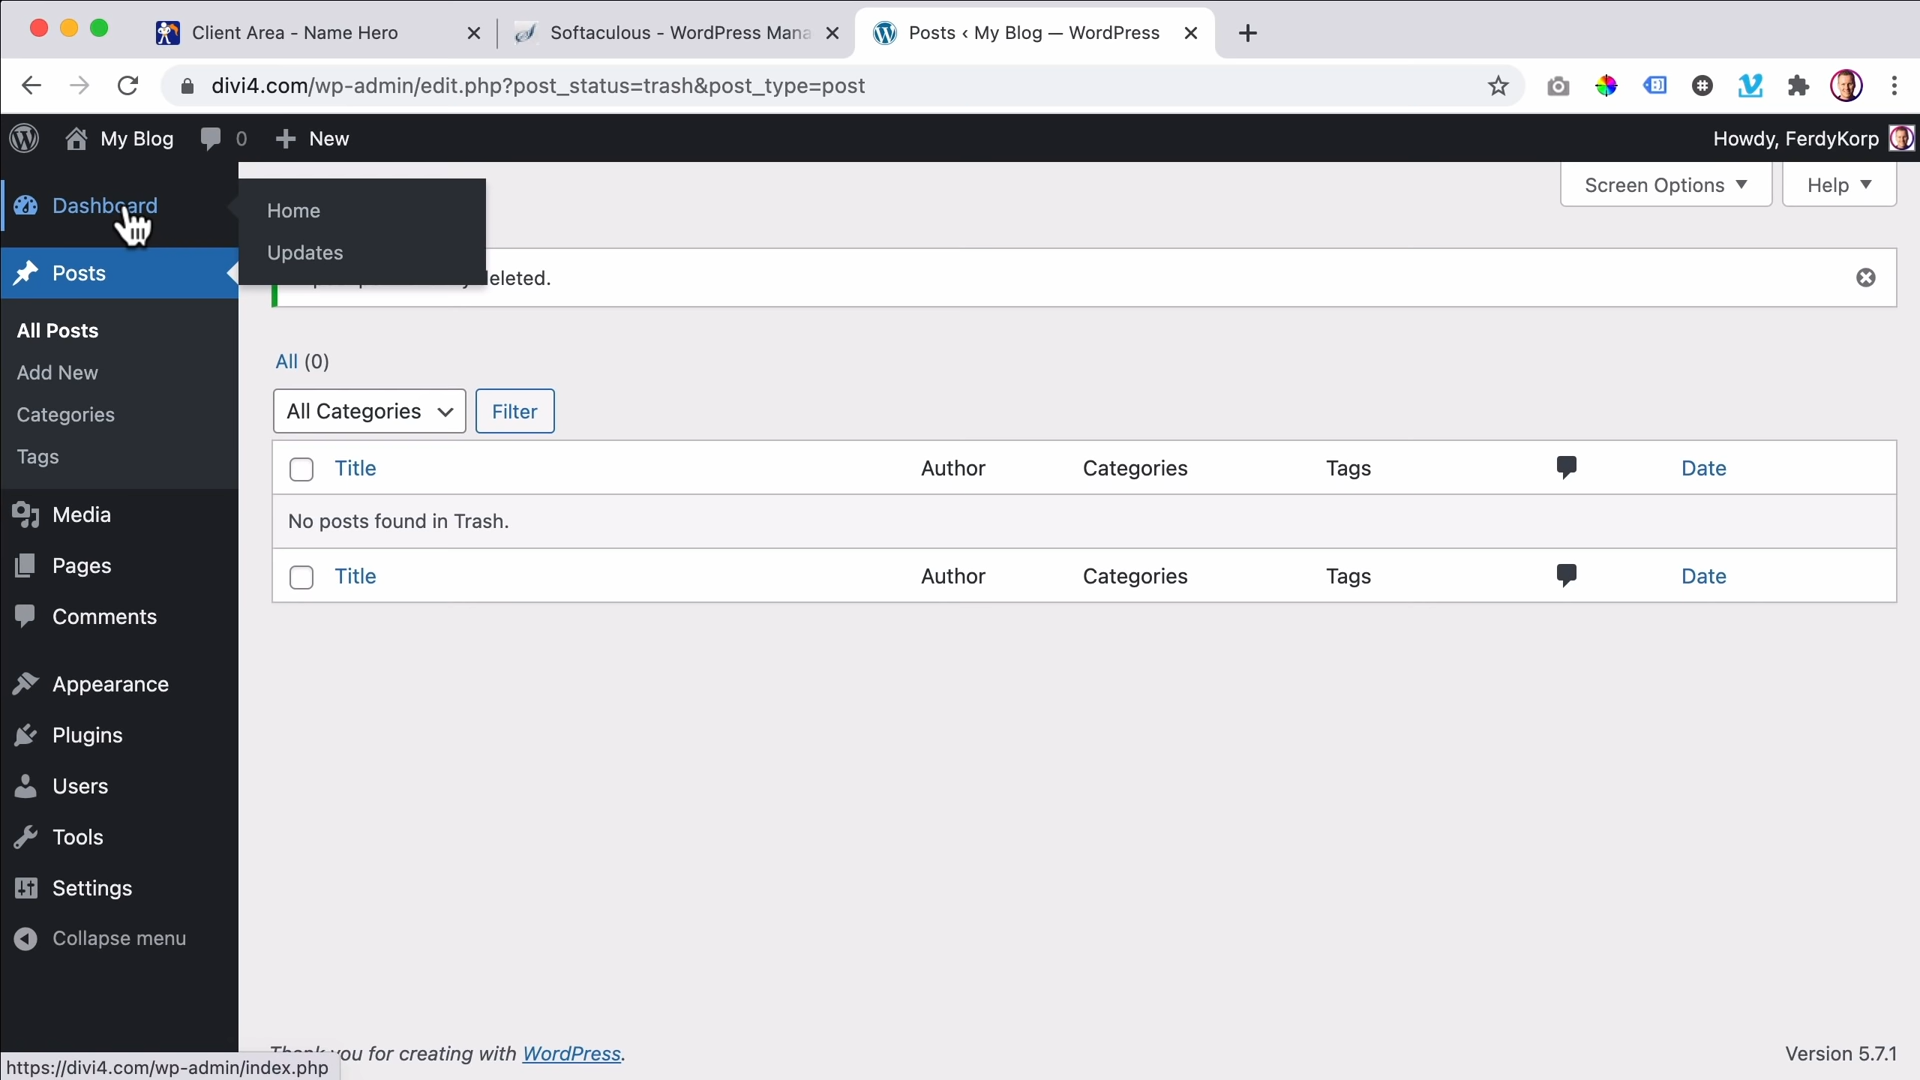 Client Area - Name Hero
Softaculous - WordPress Mana
Posts ‹ My Blog — WordPress
divi4.com/wp-admin/edit.php?post_status=trash&post_type=post
My Blog
0
New
Howdy, FerdyKorp
Dashboard
Home
Updates
Screen Options
Help
Posts
All Posts
Add New
Categories
Tags
Media
Pages
Comments
Appearance
Plugins
Users
Tools
Settings
Collapse menu
deleted.
All (0)
All Categories
Filter
Title Author Categories Tags Date
No posts found in Trash.
Title Author Categories Tags Date
Thank you for creating with WordPress.
Version 5.7.1
https://divi4.com/wp-admin/index.php